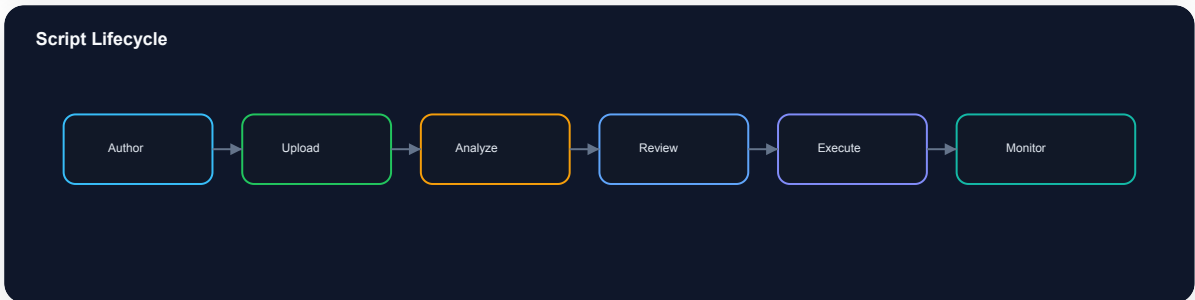 Script Lifecycle
Author
Upload
Analyze
Review
Execute
Monitor